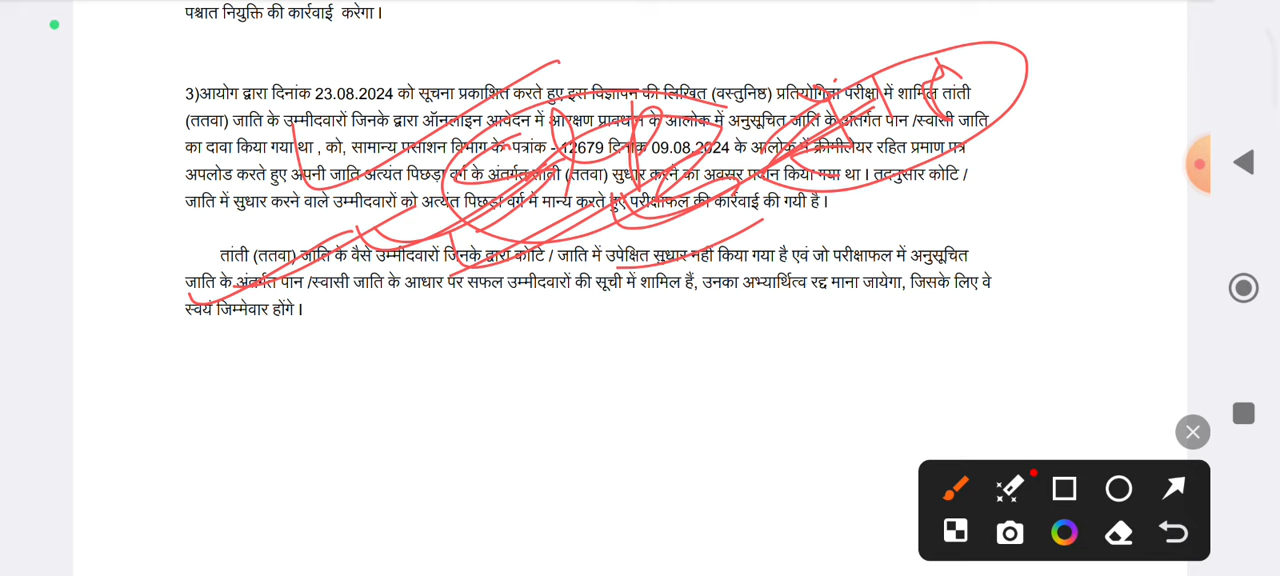 पश्चात नियुक्ति की कार्रवाई करेगा।
3)आयोग द्वारा दिनांक 23.08.2024 को सूचना प्रकाशित करते हुए इस विज्ञापन की लिखित (वस्तुनिष्ठ) प्रतियोगिता परीक्षा में शामिल तांती
(ततवा) जाति के उम्मीदवारों जिनके द्वारा ऑनलाइन आवेदन में आरक्षण प्रावधान के आलोक में अनुसूचित जाति के अंतर्गत पान /स्वासी जाति
का दावा किया गया था , को, सामान्य प्रसाशन विभाग के पत्रांक - 12679 दिनांक 09.08.2024 के आलोक में क्रीमीलेयर रहित प्रमाण पत्र
अपलोड करते हुए अपनी जाति अत्यंत पिछड़ा वर्ग के अंतर्गत तांती (ततवा) सुधार करने का अवसर प्रदान किया गया था । तदनुसार कोटि /
जाति में सुधार करने वाले उम्मीदवारों को अत्यंत पिछड़ा वर्ग में मान्य करते हुए परीक्षाफल की कार्रवाई की गयी है ।
तांती (ततवा) जाति के वैसे उम्मीदवारों जिनके द्वारा कोटि / जाति में उपेक्षित सुधार नहीं किया गया है एवं जो परीक्षाफल में अनुसूचित
जाति के अंतर्गत पान /स्वासी जाति के आधार पर सफल उम्मीदवारों की सूची में शामिल हैं, उनका अभ्यार्थित्व रद्द माना जायेगा, जिसके लिए वे
स्वयं जिम्मेवार होंगे ।